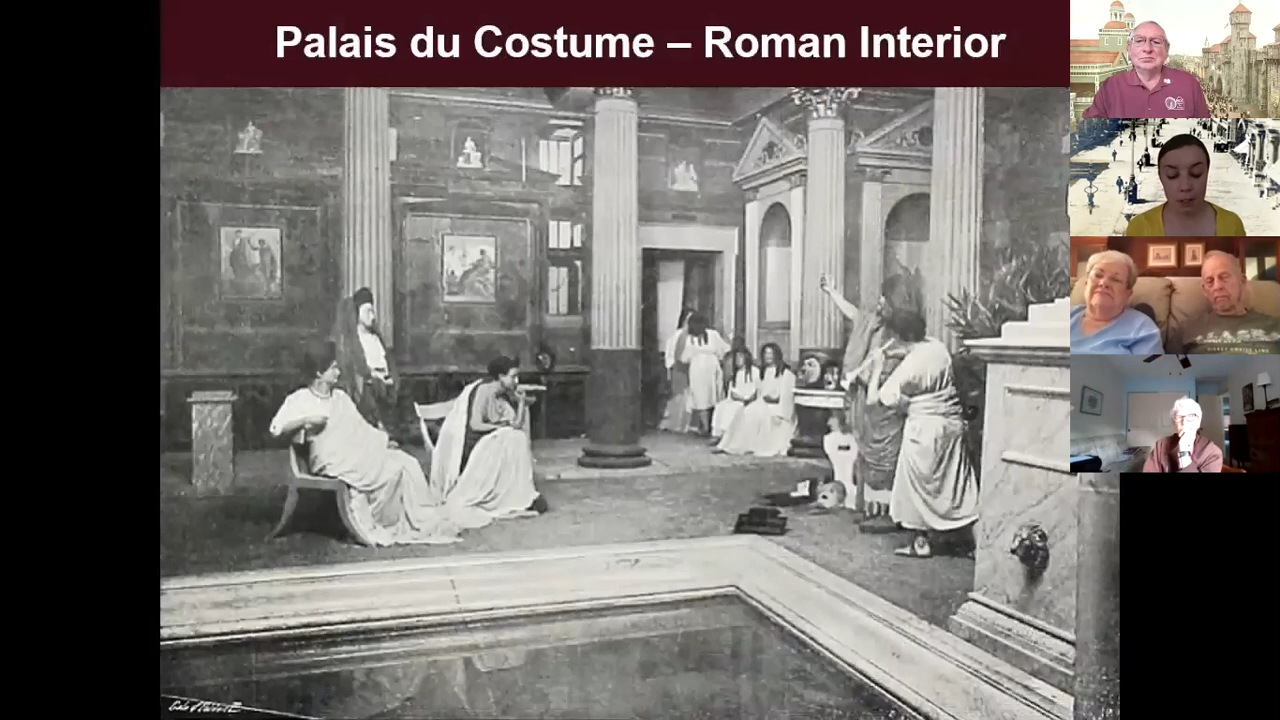 Palais du Costume – Roman Interior